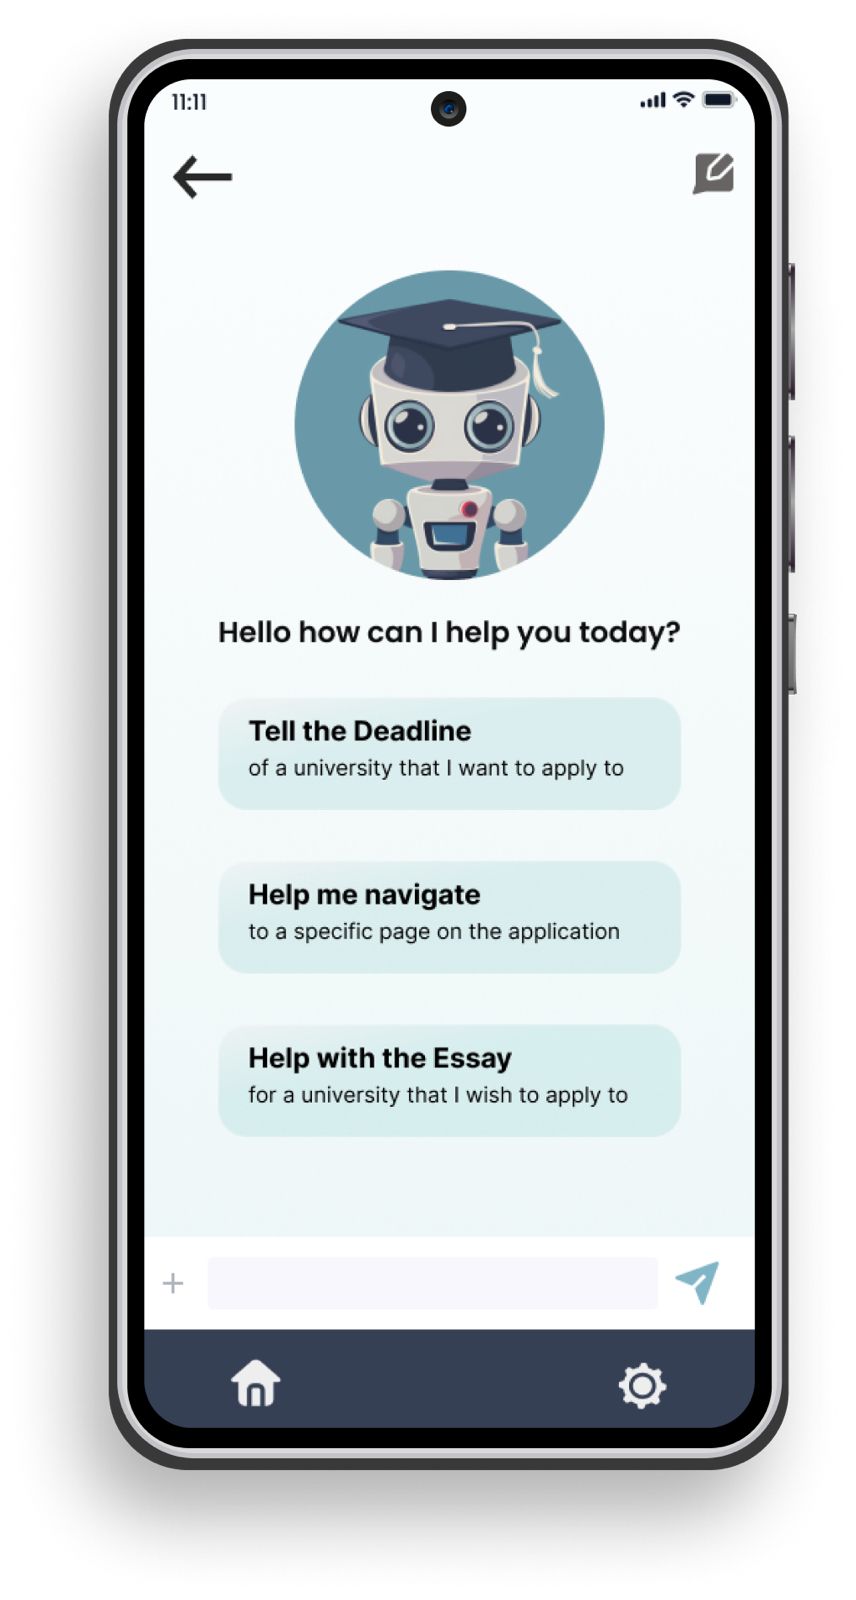 11:11
Hello how can I help you today?
Tell the Deadline
of a university that I want to apply to
Help me navigate
to a specific page on the application
Help with the Essay
for a university that I wish to apply to